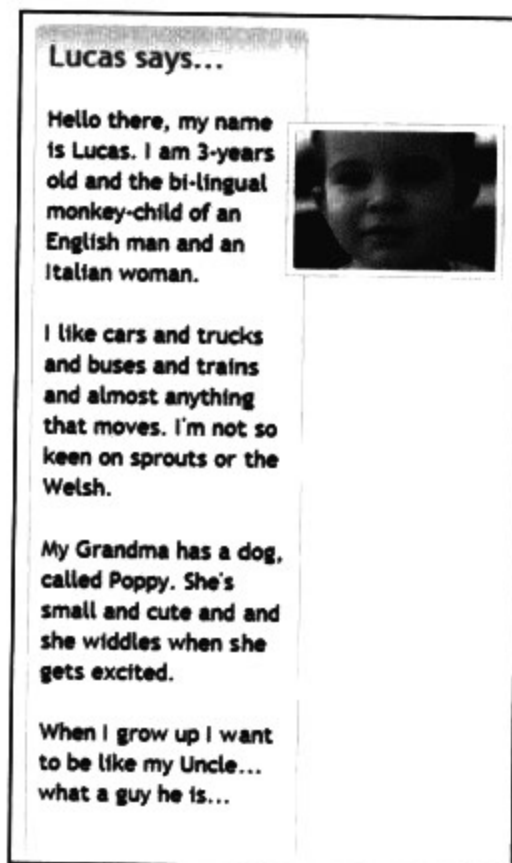 Lucas says...
Hello there, my name
is Lucas. I am 3-years
old and the bi-lingual
monkey-child of an
English man and an
Italian woman.
I like cars and trucks
and buses and trains
and almost anything
that moves. I'm not so
keen on sprouts or the
Welsh.
My Grandma has a dog,
called Poppy. She's
small and cute and and
she widdles when she
gets excited.
When I grow up I want
to be like my Uncle...
what a guy he is...